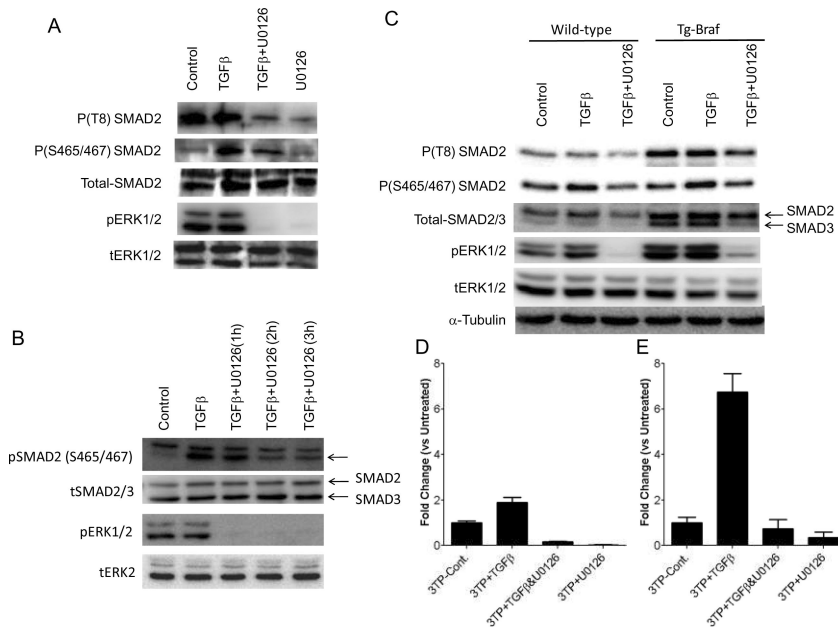 A
Control
TGFβ
TGFβ+U0126
U0126
P(T8) SMAD2
P(S465/467) SMAD2
Total-SMAD2
pERK1/2
tERK1/2
B
Control
TGFβ
TGFβ+U0126(1h)
TGFβ+U0126 (2h)
TGFβ+U0126 (3h)
pSMAD2 (S465/467)
tSMAD2/3
SMAD2
SMAD3
pERK1/2
tERK2
C
Wild-type
Tg-Braf
Control
TGFβ
TGFβ+U0126
Control
TGFβ
TGFβ+U0126
P(T8) SMAD2
P(S465/467) SMAD2
Total-SMAD2/3
SMAD2
SMAD3
pERK1/2
tERK1/2
α-Tubulin
D
Fold Change (vs Untreated)
8
6
4
2
0
3TP-Cont.
3TP+TGFβ
3TP+TGFβ&U0126
3TP+U0126
E
Fold Change (vs Untreated)
8
6
4
2
0
3TP-Cont.
3TP+TGFβ
3TP+TGFβ&U0126
3TP+U0126